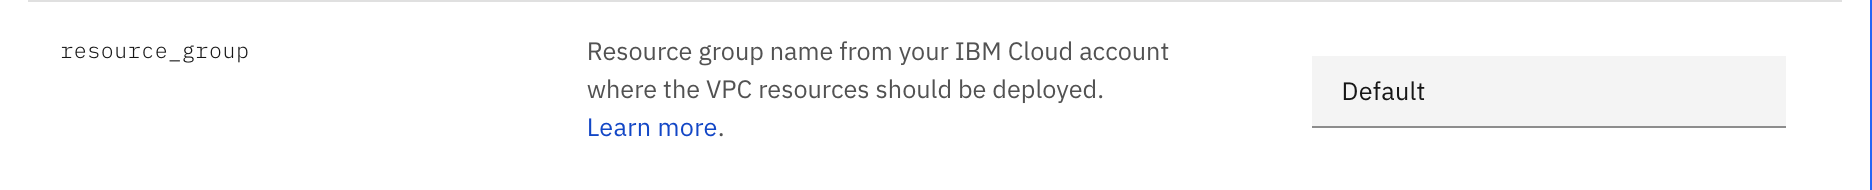 resource_group
Resource group name from your IBM Cloud account
where the VPC resources should be deployed.
Learn more.
Default